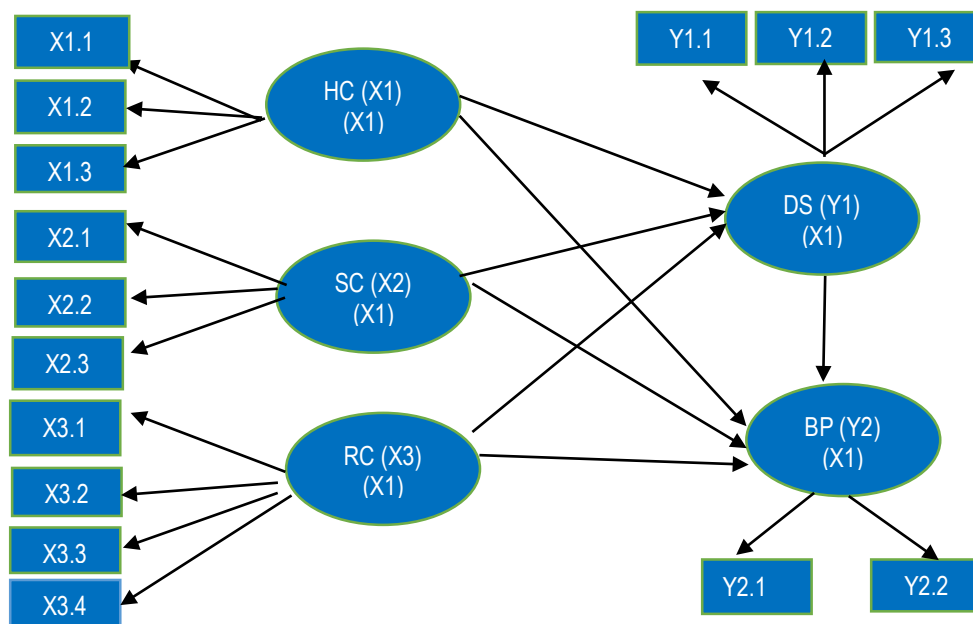 X1.1
X1.2
X1.3
X2.1
X2.2
X2.3
X3.1
X3.2
X3.3
X3.4
HC (X1)
(X1)
SC (X2)
(X1)
RC (X3)
(X1)
Y1.1
Y1.2
Y1.3
DS (Y1)
(X1)
BP (Y2)
(X1)
Y2.1
Y2.2